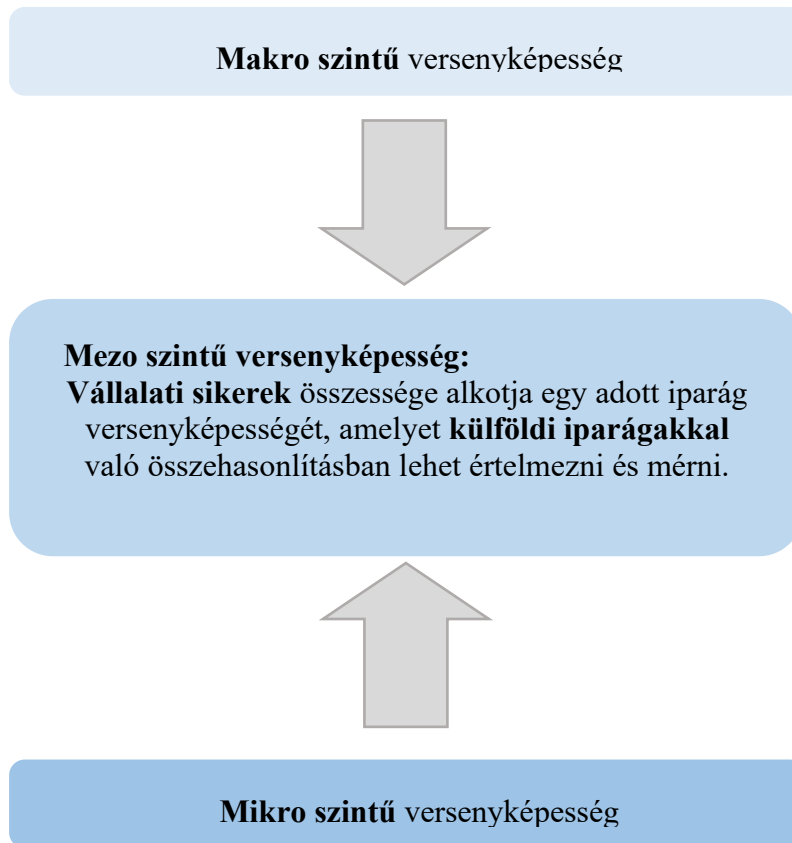 Makro szintű versenyképesség
Mezo szintű versenyképesség:
Vállalati sikerek összessége alkotja egy adott iparág
versenyképességét, amelyet külföldi iparágakkal
való összehasonlításban lehet értelmezni és mérni.
Mikro szintű versenyképesség